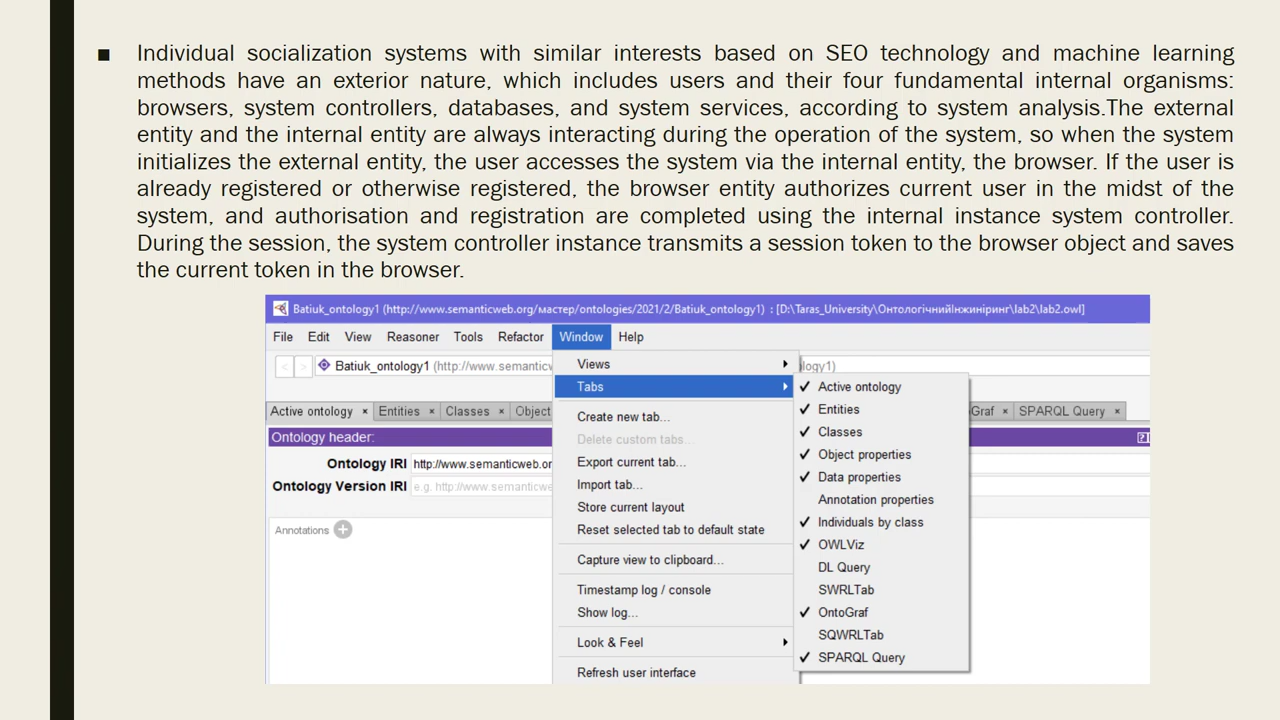 ■ Individual socialization systems with similar interests based on SEO technology and machine learning
methods have an exterior nature, which includes users and their four fundamental internal organisms:
browsers, system controllers, databases, and system services, according to system analysis.The external
entity and the internal entity are always interacting during the operation of the system, so when the system
initializes the external entity, the user accesses the system via the internal entity, the browser. If the user is
already registered or otherwise registered, the browser entity authorizes current user in the midst of the
system, and authorisation and registration are completed using the internal instance system controller.
During the session, the system controller instance transmits a session token to the browser object and saves
the current token in the browser.
Batiuk_ontology1 (http://www.semanticweb.org/мастер/ontologies/2021/2/Batiuk_ontology1) : [D:\Taras_University\ОнтологічнийІнжиніринг\lab2\lab2.owl]
File Edit View Reasoner Tools Refactor Window Help
< > Batiuk_ontology1 (http://www.semanticw
logy1)
Active ontology × Entities × Classes × Object
Graf × SPARQL Query ×
Ontology header:
Ontology IRI http://www.semanticweb.or
Ontology Version IRI e.g. http://www.semanticwe
Annotations +
Views
Tabs
Create new tab...
Delete custom tabs...
Export current tab...
Import tab...
Store current layout
Reset selected tab to default state
Capture view to clipboard...
Timestamp log / console
Show log...
Look & Feel
Refresh user interface
✓ Active ontology
✓ Entities
✓ Classes
✓ Object properties
✓ Data properties
Annotation properties
✓ Individuals by class
✓ OWLViz
DL Query
SWRLTab
✓ OntoGraf
SQWRLTab
✓ SPARQL Query